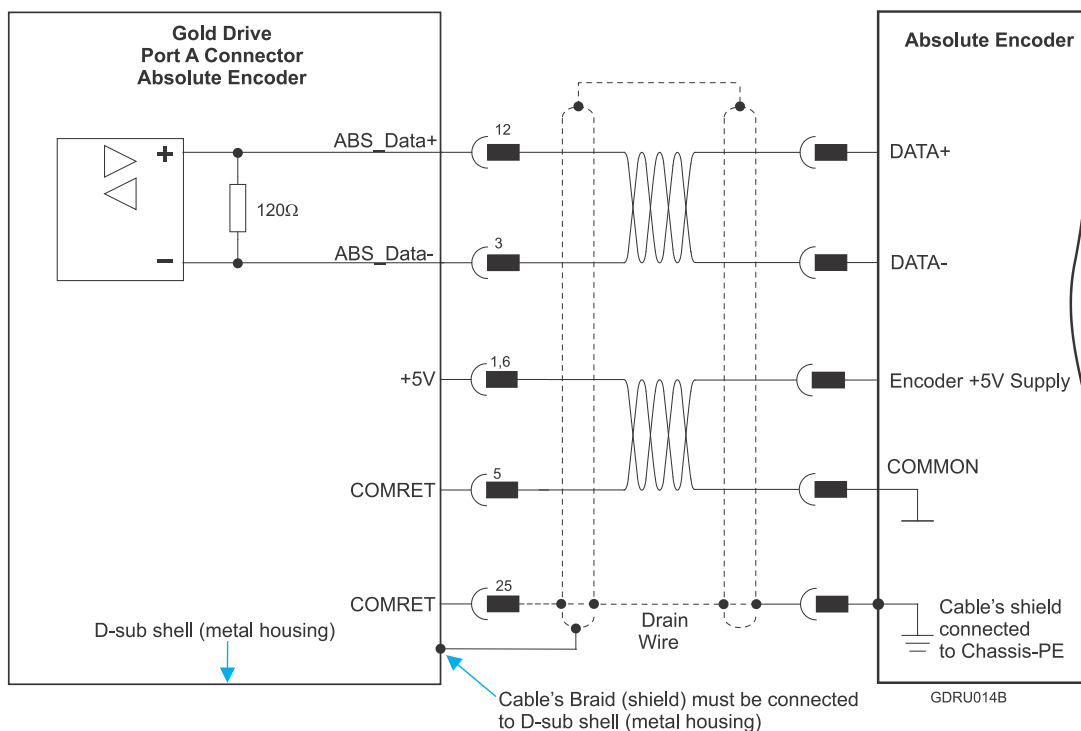 Gold Drive
Port A Connector
Absolute Encoder
Absolute Encoder
ABS_Data+
12
DATA+
+
120Ω
-
ABS_Data-
3
DATA-
+5V
1,6
Encoder +5V Supply
COMRET
5
COMMON
COMRET
25
Drain
Wire
Cable's shield
connected
to Chassis-PE
D-sub shell (metal housing)
Cable's Braid (shield) must be connected
to D-sub shell (metal housing)
GDRU014B